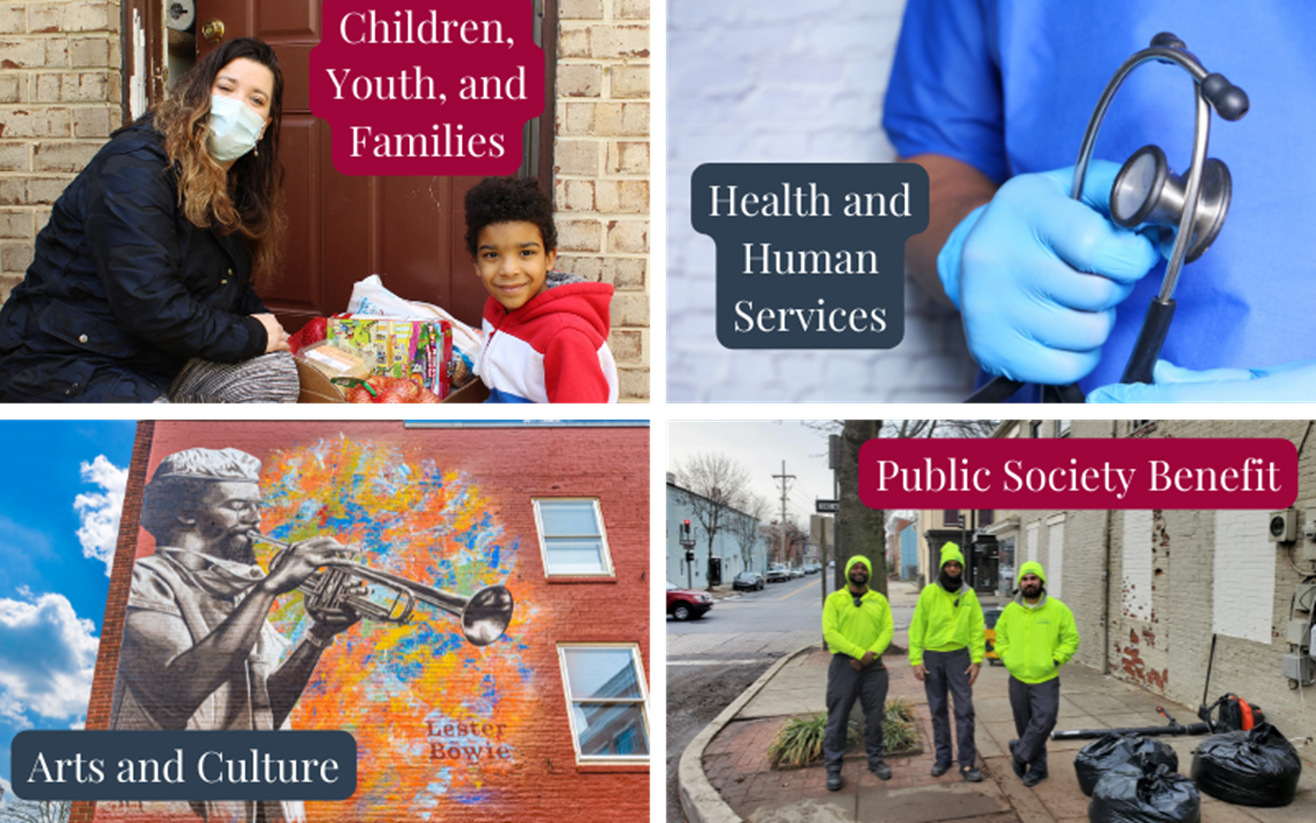 Children,
Youth, and
Families
Health and
Human
Services
Lester
Bowie
Arts and Culture
Public Society Benefit